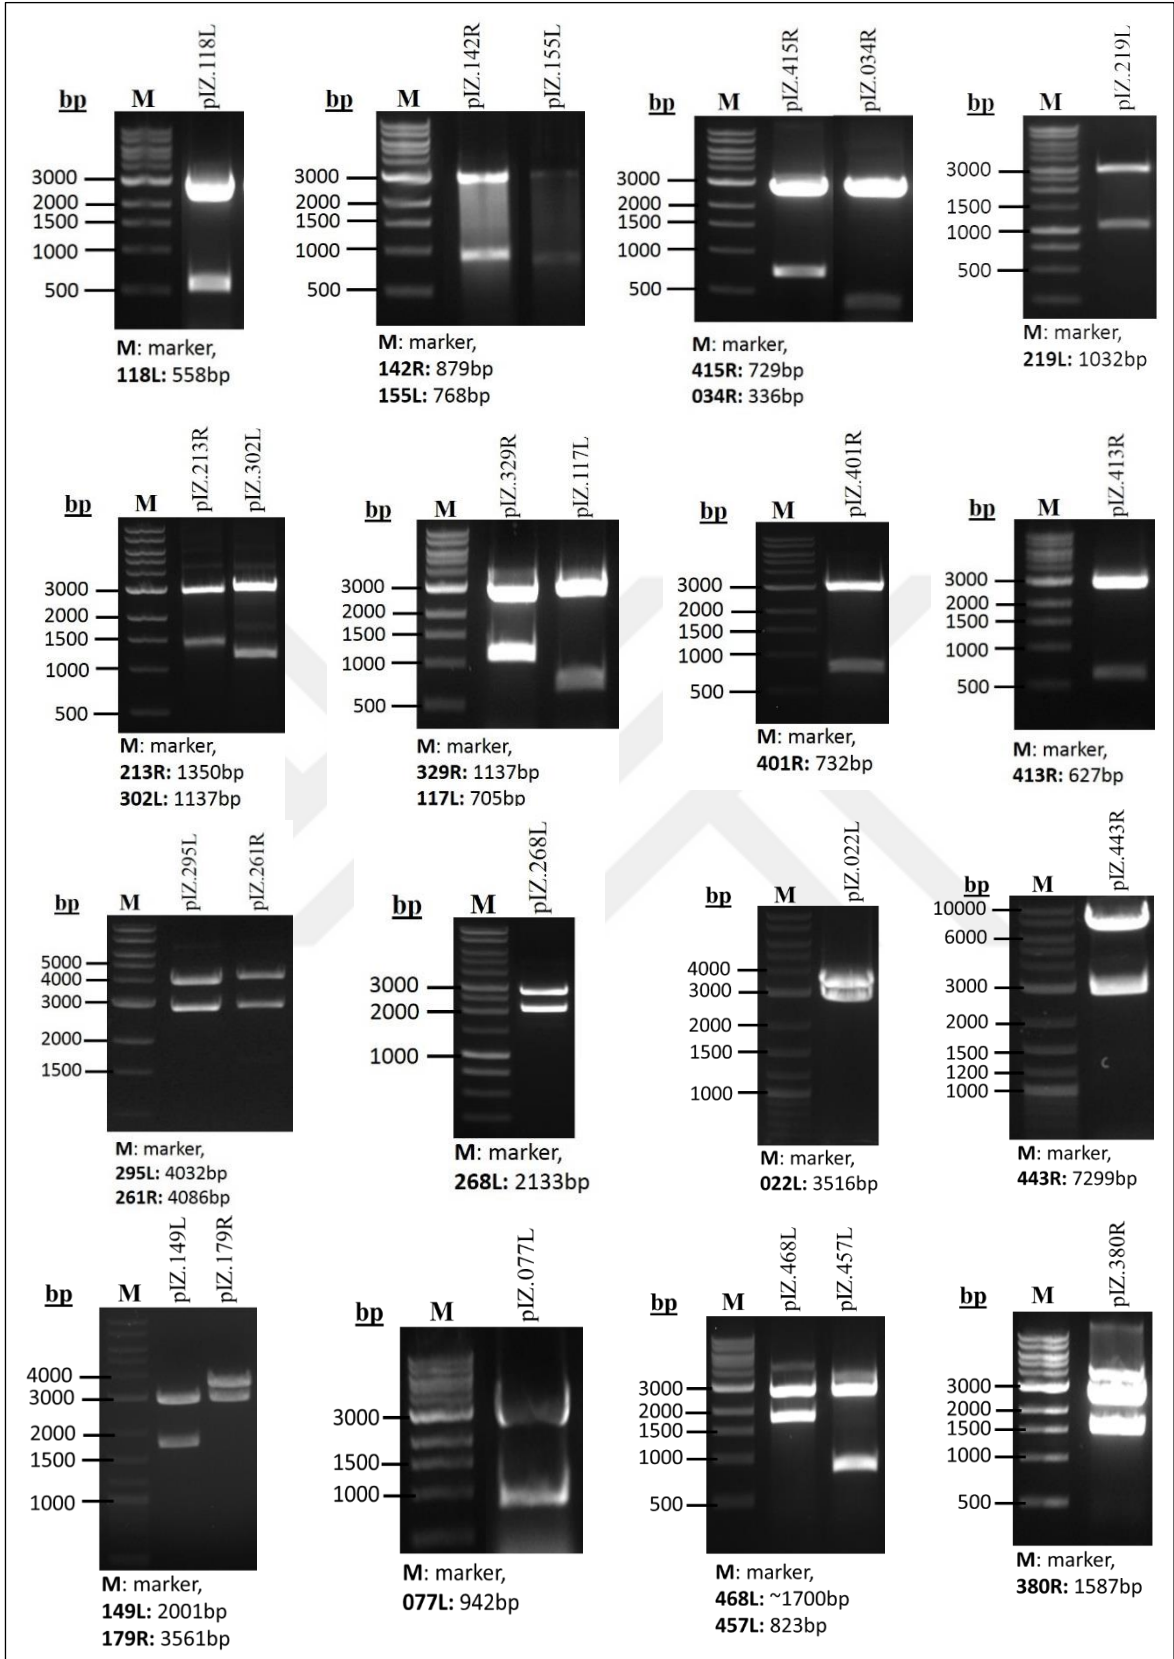 pIZ.118L
bp M
3000
2000
1500
1000
500
M: marker,
118L: 558bp
pIZ.142R
pIZ.155L
bp M
3000
2000
1500
1000
500
M: marker,
142R: 879bp
155L: 768bp
pIZ.415R
pIZ.034R
bp M
3000
2000
1500
1000
500
M: marker,
415R: 729bp
034R: 336bp
pIZ.219L
bp M
3000
1500
1000
500
M: marker,
219L: 1032bp
pIZ.213R
pIZ.302L
bp M
3000
2000
1500
1000
500
M: marker,
213R: 1350bp
302L: 1137bp
pIZ.329R
pIZ.117L
bp M
3000
2000
1500
1000
500
M: marker,
329R: 1137bp
117L: 705bp
pIZ.401R
bp M
3000
2000
1500
1000
500
M: marker,
401R: 732bp
pIZ.413R
bp M
3000
2000
1500
1000
500
M: marker,
413R: 627bp
pIZ.295L
pIZ.261R
bp M
5000
4000
3000
2000
1500
M: marker,
295L: 4032bp
261R: 4086bp
pIZ.268L
bp M
3000
2000
1000
M: marker,
268L: 2133bp
pIZ.022L
bp M
4000
3000
2000
1500
1000
M: marker,
022L: 3516bp
pIZ.443R
bp M
10000
6000
3000
2000
1500
1200
1000
M: marker,
443R: 7299bp
pIZ.149L
pIZ.179R
bp M
4000
3000
2000
1500
1000
M: marker,
149L: 2001bp
179R: 3561bp
pIZ.077L
bp M
3000
1500
1000
M: marker,
077L: 942bp
pIZ.468L
pIZ.457L
bp M
3000
2000
1500
1000
500
M: marker,
468L: ~1700bp
457L: 823bp
pIZ.380R
bp M
3000
2000
1500
1000
500
M: marker,
380R: 1587bp